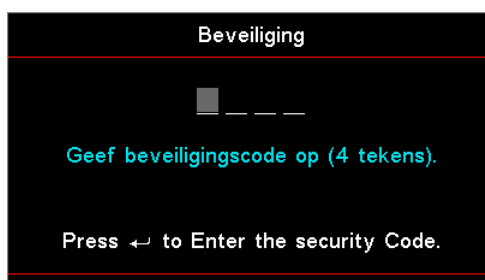 Beveiliging
_ _ _ _
Geef beveiligingscode op (4 tekens).
Press ↵ to Enter the security Code.